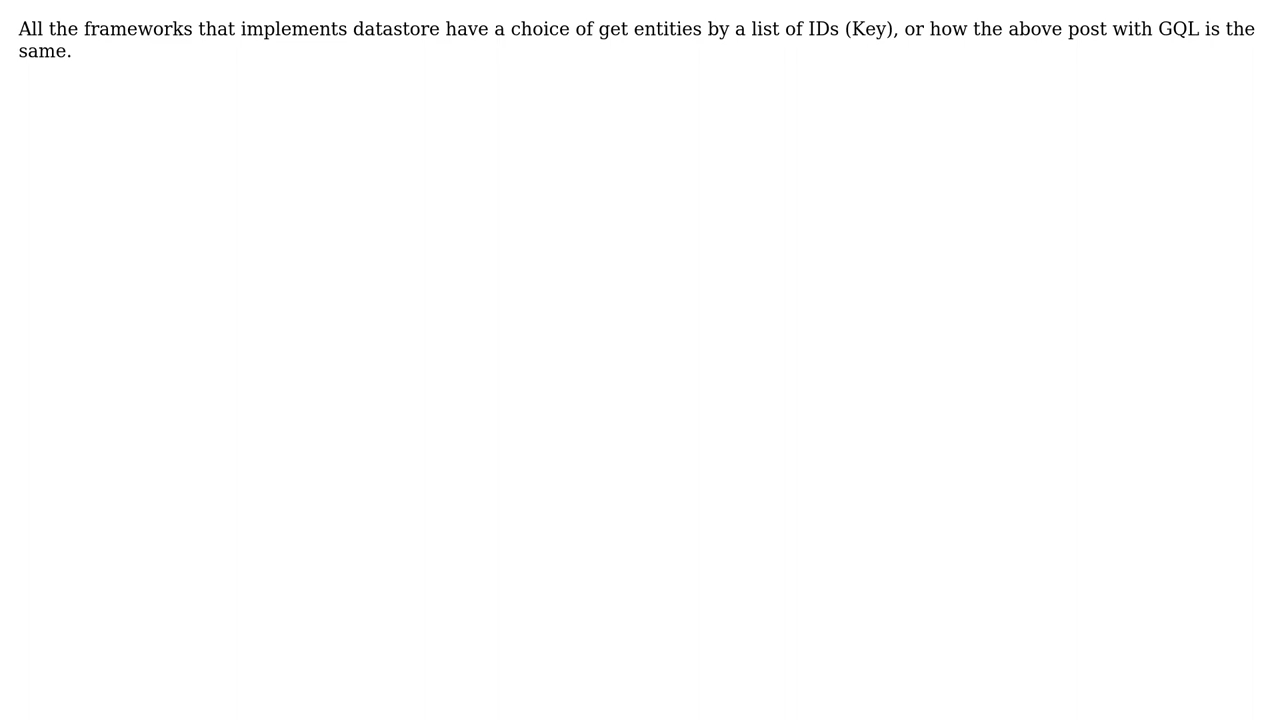 All the frameworks that implements datastore have a choice of get entities by a list of IDs (Key), or how the above post with GQL is the
same.